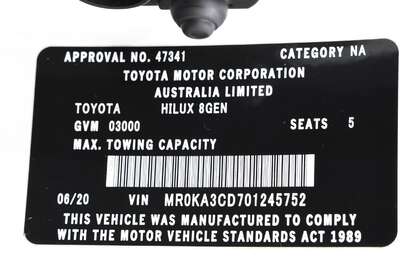 APPROVAL NO. 47341 CATEGORY NA
TOYOTA MOTOR CORPORATION
AUSTRALIA LIMITED
TOYOTA HILUX 8GEN
GVM 03000 SEATS 5
MAX. TOWING CAPACITY
06/20 VIN MR0KA3CD701245752
THIS VEHICLE WAS MANUFACTURED TO COMPLY
WITH THE MOTOR VEHICLE STANDARDS ACT 1989